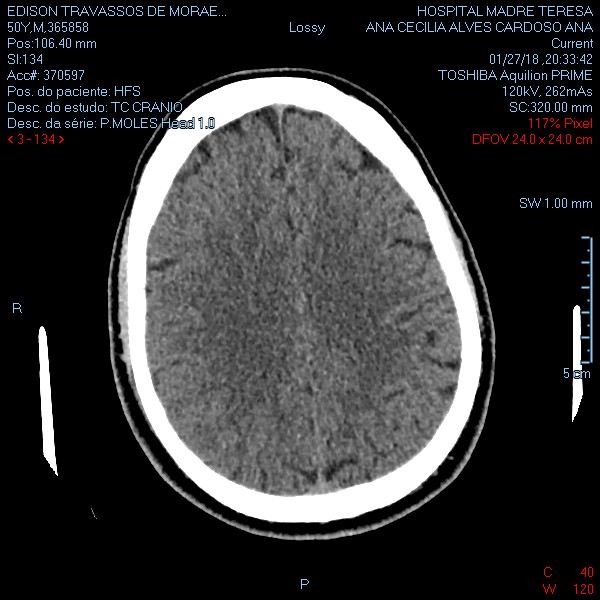 EDISON TRAVASSOS DE MORAE...
50Y,M,365858
Pos:106.40 mm
SI:134
Acc#: 370597
Pos. do paciente: HFS
Desc. do estudo: TC CRANIO
Desc. da série: P.MOLES Head 1.0
< 3 - 134 >
Lossy
HOSPITAL MADRE TERESA
ANA CECILIA ALVES CARDOSO ANA
Current
01/27/18 ,20:33:42
TOSHIBA Aquilion PRIME
120kV, 262mAs
SC:320.00 mm
117% Pixel
DFOV 24.0 x 24.0 cm
SW 1.00 mm
R
5 cm
P
C 40
W 120